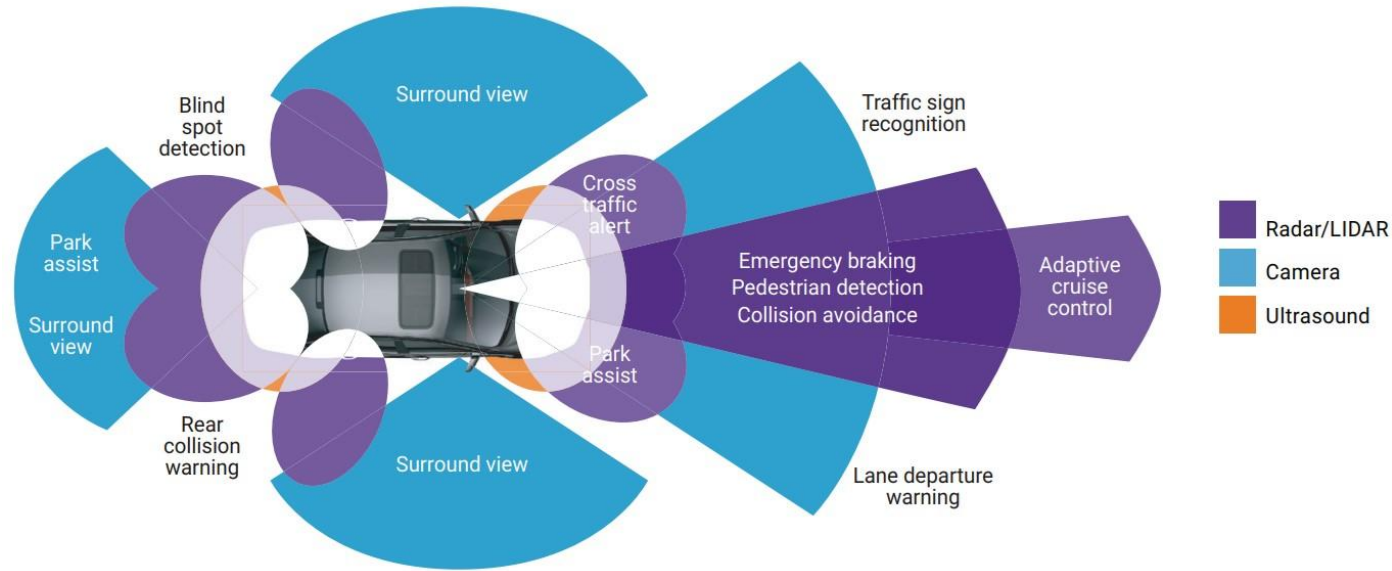 Surround view
Blind
spot
detection
Traffic sign
recognition
Cross
traffic
alert
Park
assist
Surround
view
Emergency braking
Pedestrian detection
Collision avoidance
Adaptive
cruise
control
Radar/LIDAR
Camera
Ultrasound
Park
assist
Rear
collision
warning
Surround view
Lane departure
warning